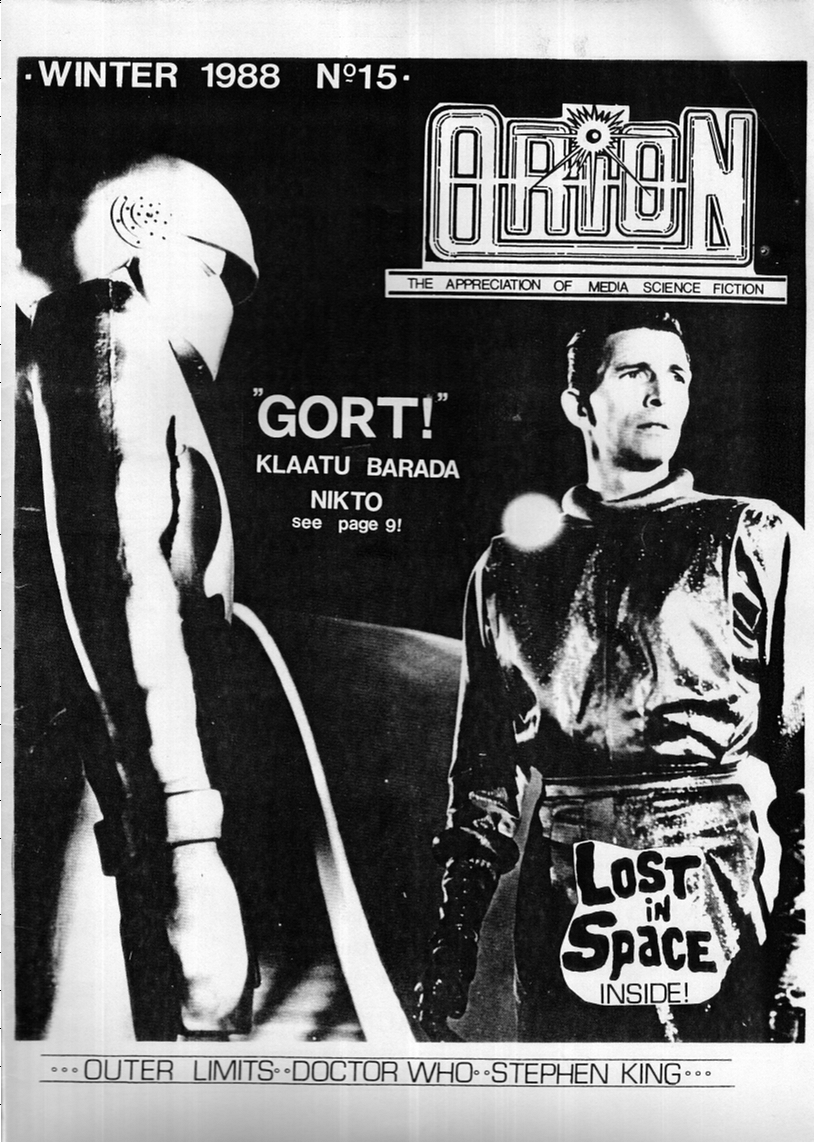 ·WINTER 1988 Nº15·
ORION
THE APPRECIATION OF MEDIA SCIENCE FICTION
"GORT!"
KLAATU BARADA
NIKTO
see page 9!
LOST
iN
SPaCE
INSIDE!
∘∘∘OUTER LIMITS∘∘DOCTOR WHO∘∘STEPHEN KING∘∘∘